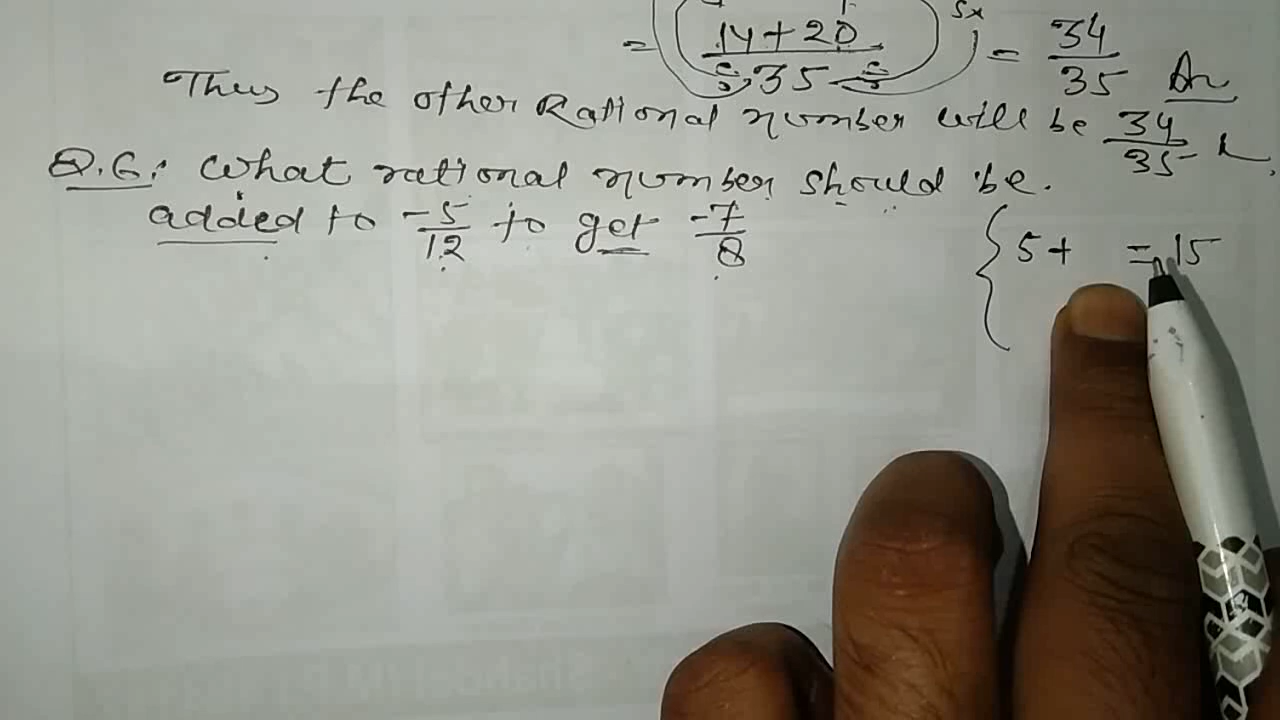 = 14+20/35 = 34/35 An
Thus the other Rational number will be 34/35
Q.6: What rational number should be.
added to -5/12 to get -7/8
{ 5+ = 15